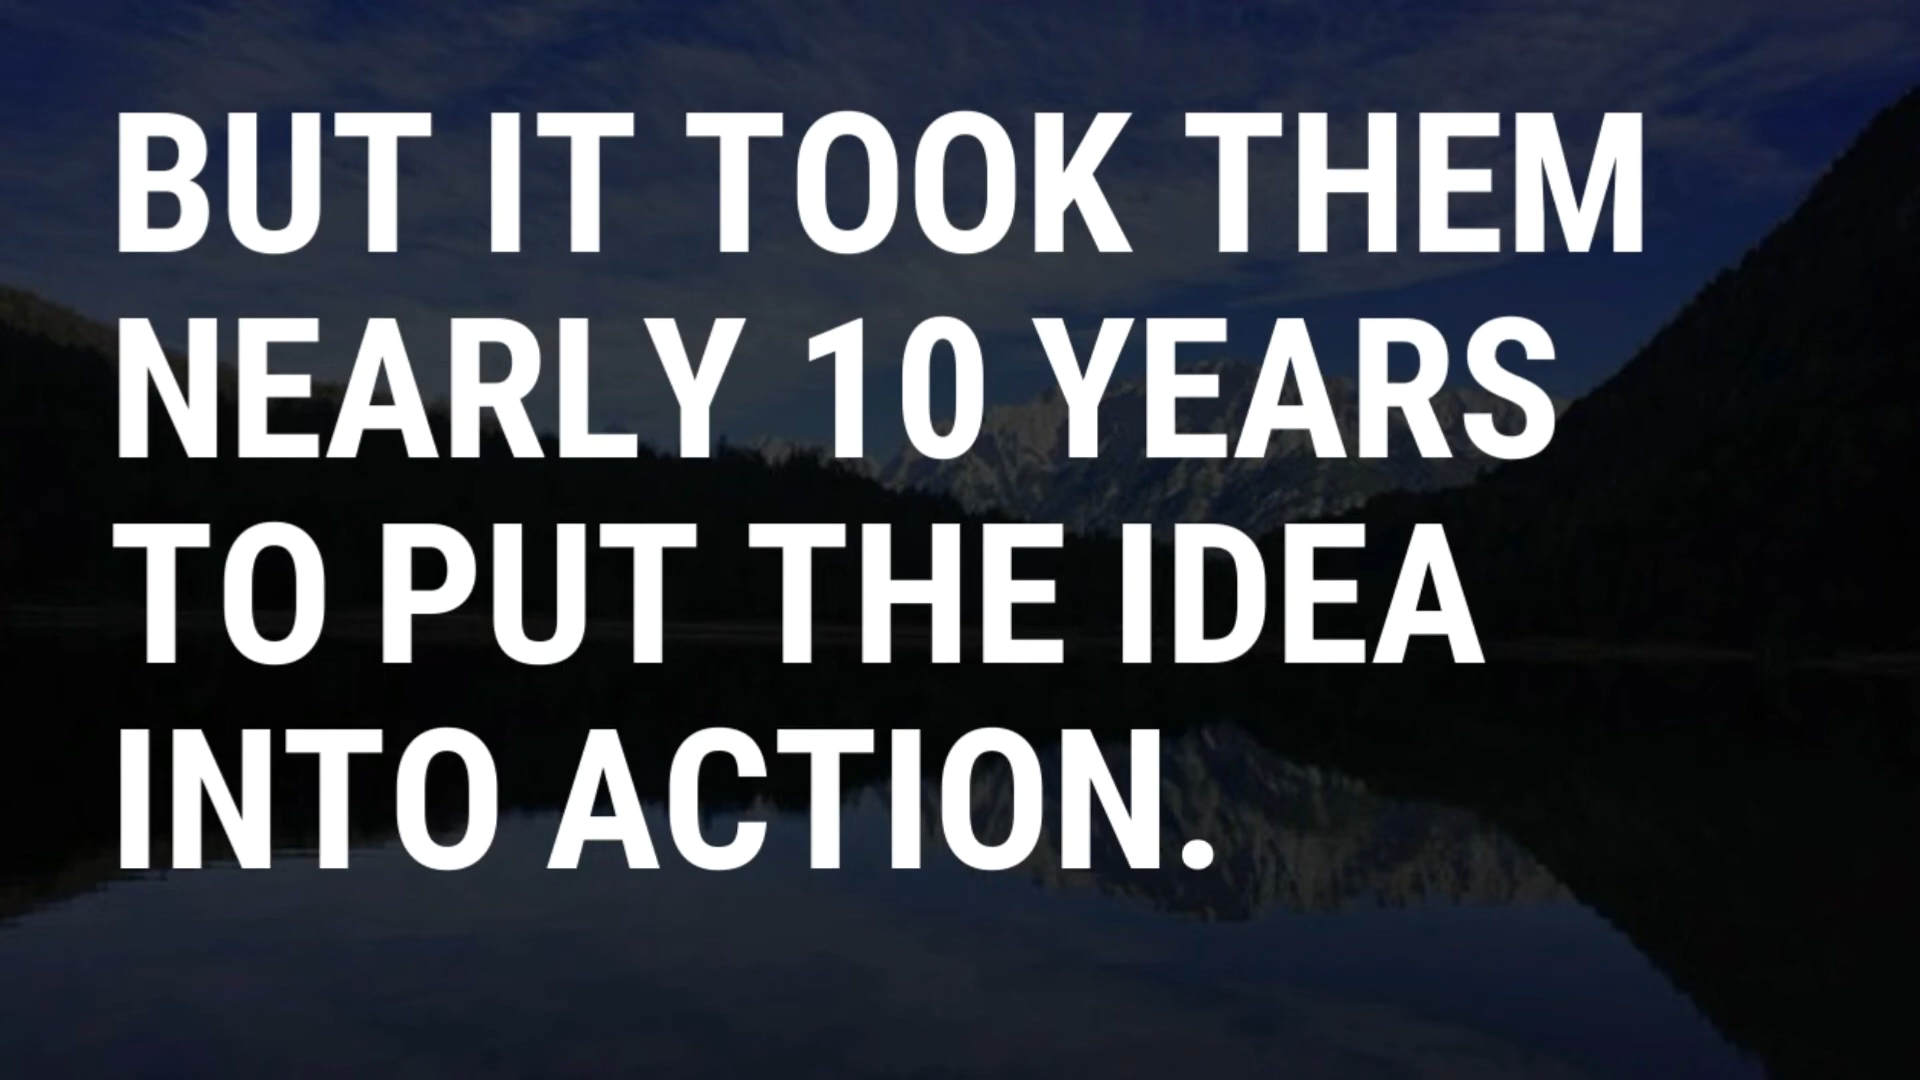 BUT IT TOOK THEM
NEARLY 10 YEARS
TO PUT THE IDEA
INTO ACTION.